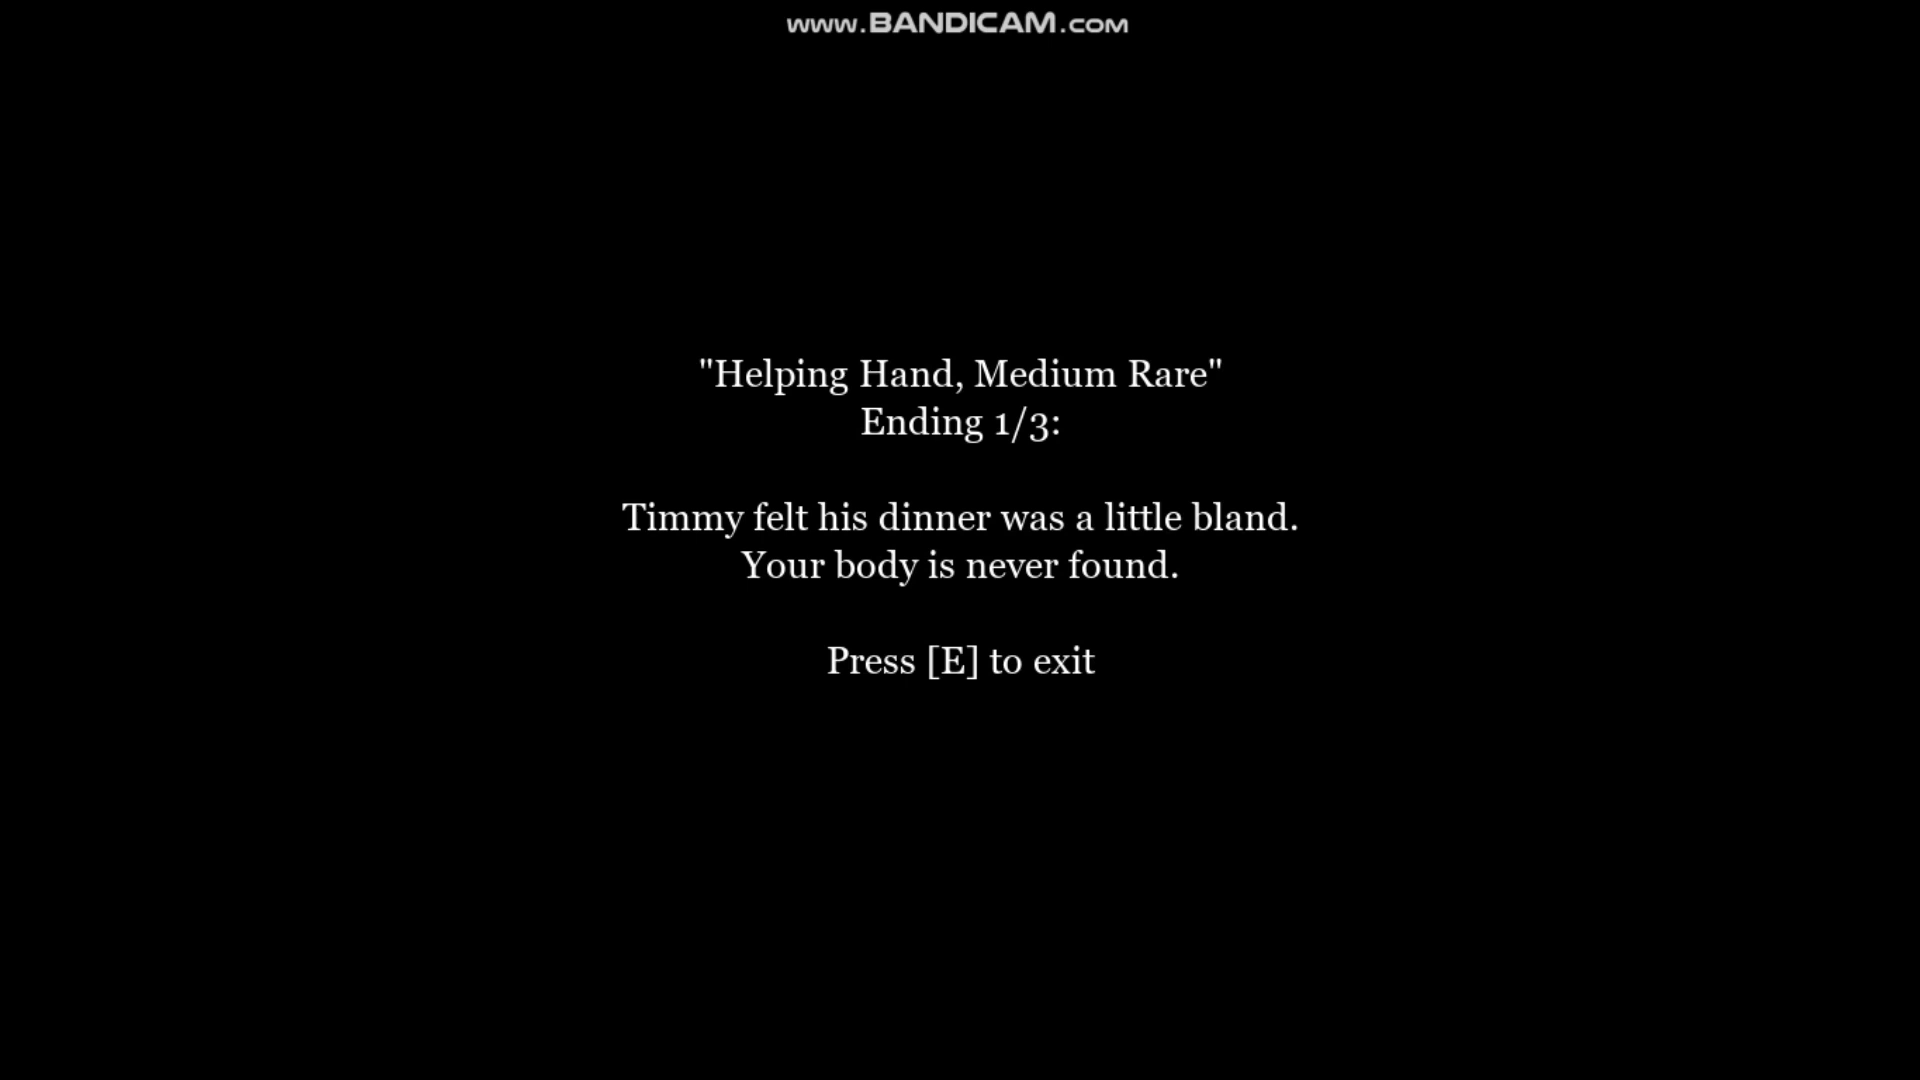 www.BANDICAM.com
"Helping Hand, Medium Rare"
Ending 1/3:
Timmy felt his dinner was a little bland.
Your body is never found.
Press [E] to exit